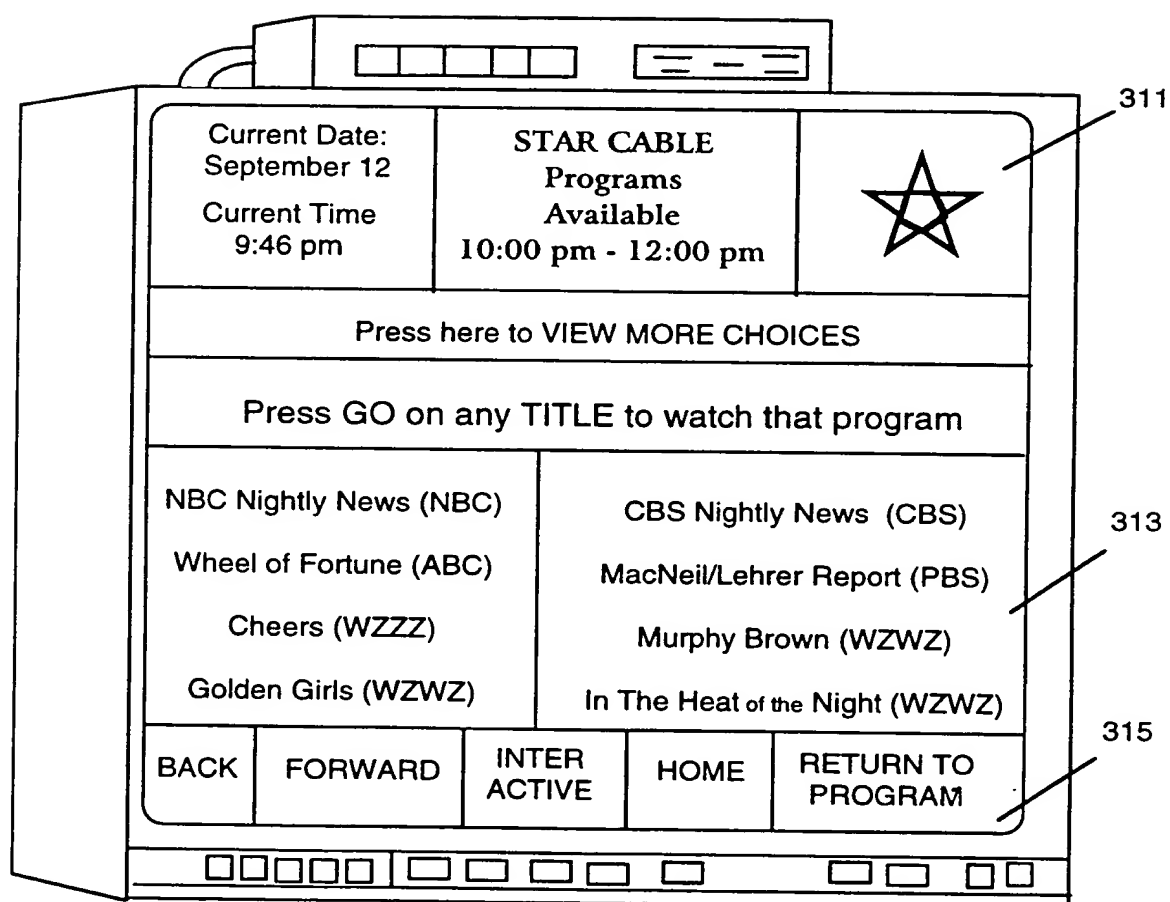 Current Date:
September 12
Current Time
9:46 pm
STAR CABLE
Programs
Available
10:00 pm - 12:00 pm
311
Press here to VIEW MORE CHOICES
Press GO on any TITLE to watch that program
NBC Nightly News (NBC)
Wheel of Fortune (ABC)
Cheers (WZZZ)
Golden Girls (WZWZ)
CBS Nightly News (CBS)
MacNeil/Lehrer Report (PBS)
Murphy Brown (WZWZ)
In The Heat of the Night (WZWZ)
313
BACK
FORWARD
INTER
ACTIVE
HOME
RETURN TO
PROGRAM
315